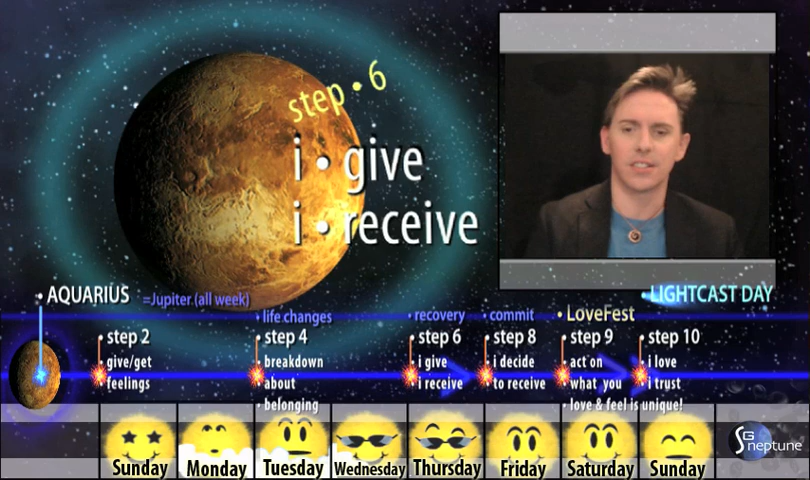 step • 6
i • give
i • receive
• AQUARIUS
=Jupiter (all week)
• LIGHTCAST DAY
• life changes
• recovery
• commit
• LoveFest
• step 2
• give/get
• feelings
• step 4
• breakdown
• about
• belonging
• step 6
• i give
• i receive
• step 8
• i decide
• to receive
• step 9
• act on
• what you
• love & feel is unique!
• step 10
• i love
• i trust
Sunday
Monday
Tuesday
Wednesday
Thursday
Friday
Saturday
Sunday
SG
neptune